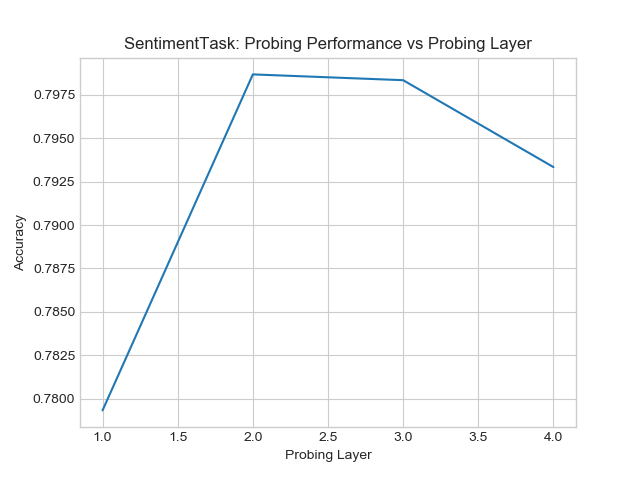 SentimentTask: Probing Performance vs Probing Layer
0.7975
0.7950
0.7925
0.7900
0.7875
0.7850
0.7825
0.7800
Accuracy
1.0 1.5 2.0 2.5 3.0 3.5 4.0
Probing Layer